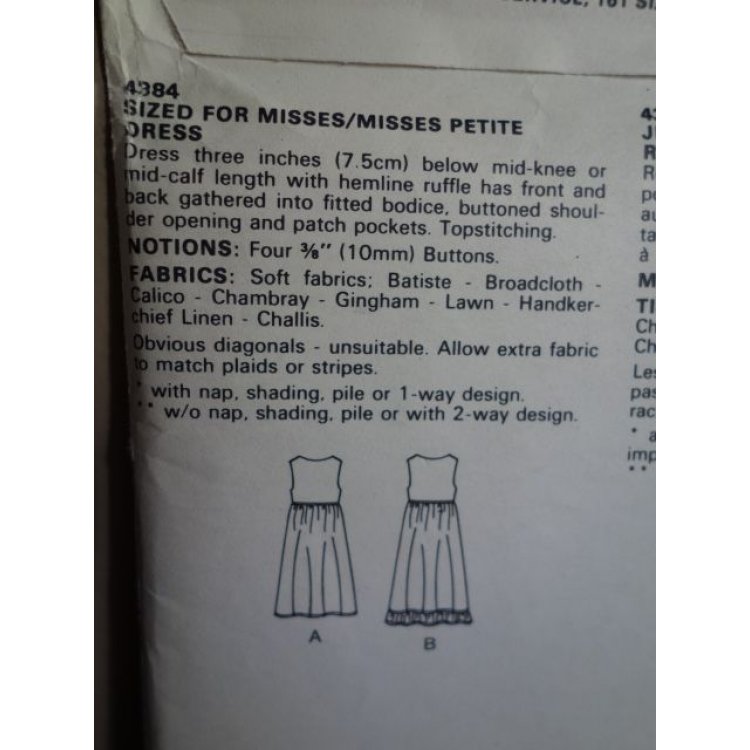 161
4384
SIZED FOR MISSES/MISSES PETITE
DRESS
Dress three inches (7.5cm) below mid-knee or
mid-calf length with hemline ruffle has front and
back gathered into fitted bodice, buttoned shoul-
der opening and patch pockets. Topstitching.
NOTIONS: Four ⅜'' (10mm) Buttons.
FABRICS: Soft fabrics; Batiste - Broadcloth -
Calico - Chambray - Gingham - Lawn - Handker-
chief Linen - Challis.
Obvious diagonals - unsuitable. Allow extra fabric
to match plaids or stripes.
* with nap, shading, pile or 1-way design.
** w/o nap, shading, pile or with 2-way design.
A
B
Les
pas
à
**